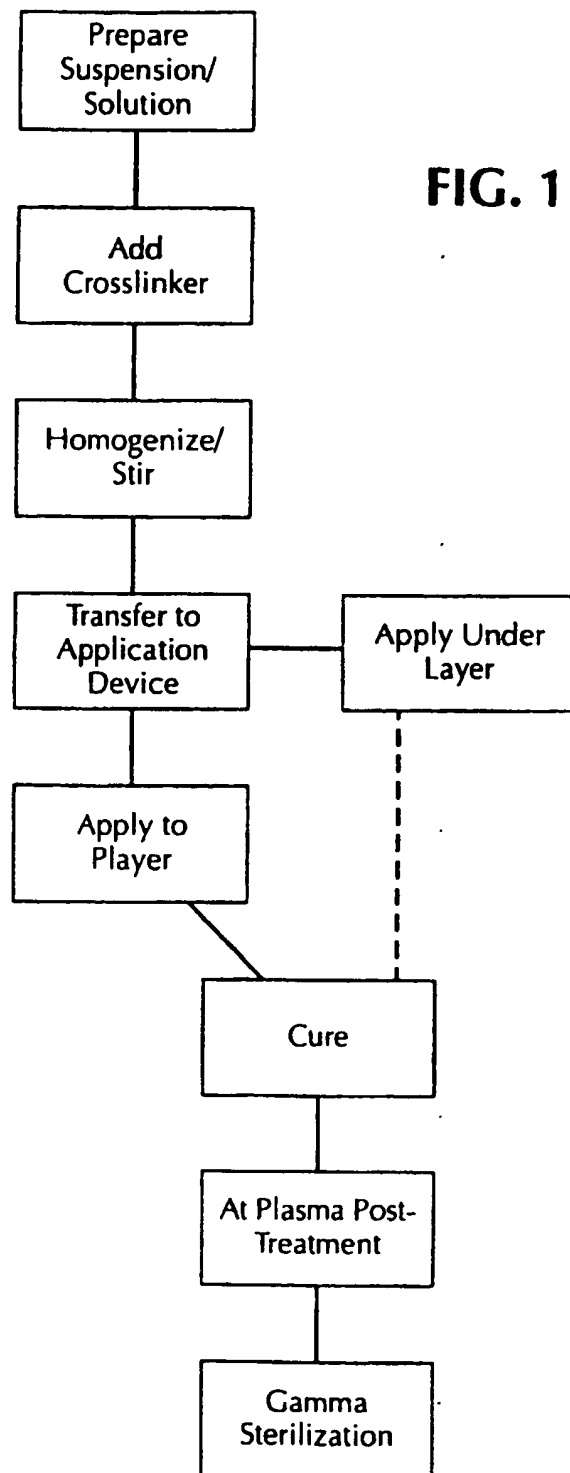 Prepare
Suspension/
Solution
FIG. 1
Add
Crosslinker
Homogenize/
Stir
Transfer to
Application
Device
Apply Under
Layer
Apply to
Player
Cure
At Plasma Post-
Treatment
Gamma
Sterilization